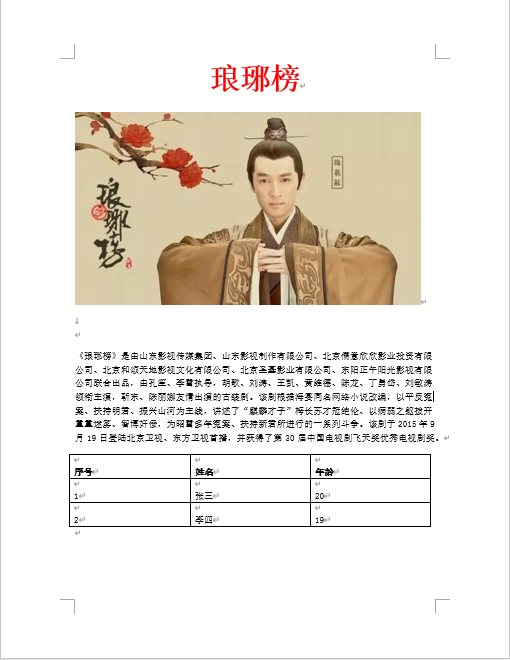 琅琊榜
琅琊榜
梅长苏
《琅琊榜》是由山东影视传媒集团、山东影视制作有限公司、北京儒意欣欣影业投资有限
公司、北京和颂天地影视文化有限公司、北京圣基影业有限公司、东阳正午阳光影视有限
公司联合出品，由孔笙、李雪执导，胡歌、刘涛、王凯、黄维德、陈龙、丁勇岱、刘敏涛
领衔主演，靳东、陈丽娜友情出演的古装剧。该剧根据海宴同名网络小说改编，以平反冤
案、扶持明君、振兴山河为主线，讲述了“麒麟才子”梅长苏才冠绝伦、以病弱之躯拨开
重重迷雾、智博奸佞，为昭雪多年冤案、扶持新君所进行的一系列斗争。该剧于 2015 年 9
月 19 日登陆北京卫视、东方卫视首播，并获得了第 30 届中国电视剧飞天奖优秀电视剧奖。
序号 姓名 年龄
1 张三 20
2 李四 19